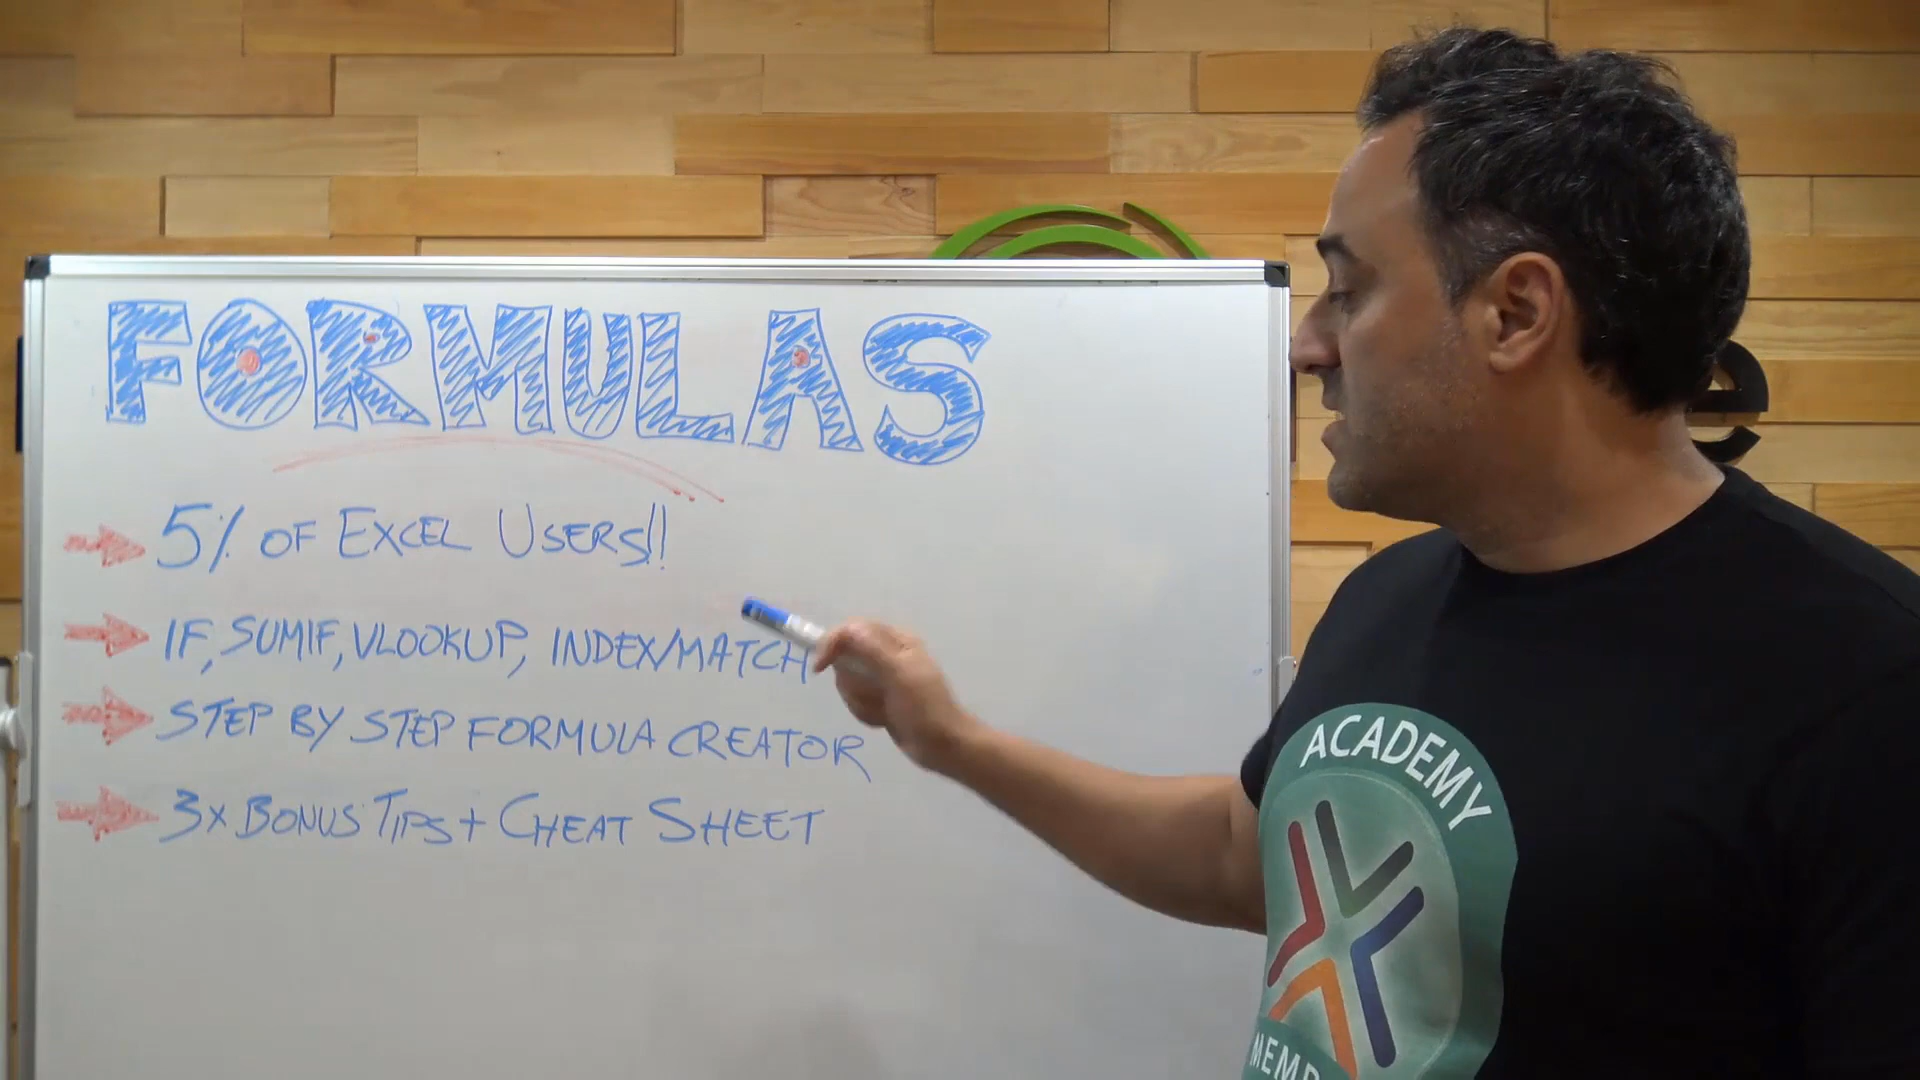 FORMULAS
5% OF EXCEL USERS!!
IF, SUMIF, VLOOKUP, INDEX/MATCH
STEP BY STEP FORMULA CREATOR
3x BONUS TIPS + CHEAT SHEET
ACADEMY